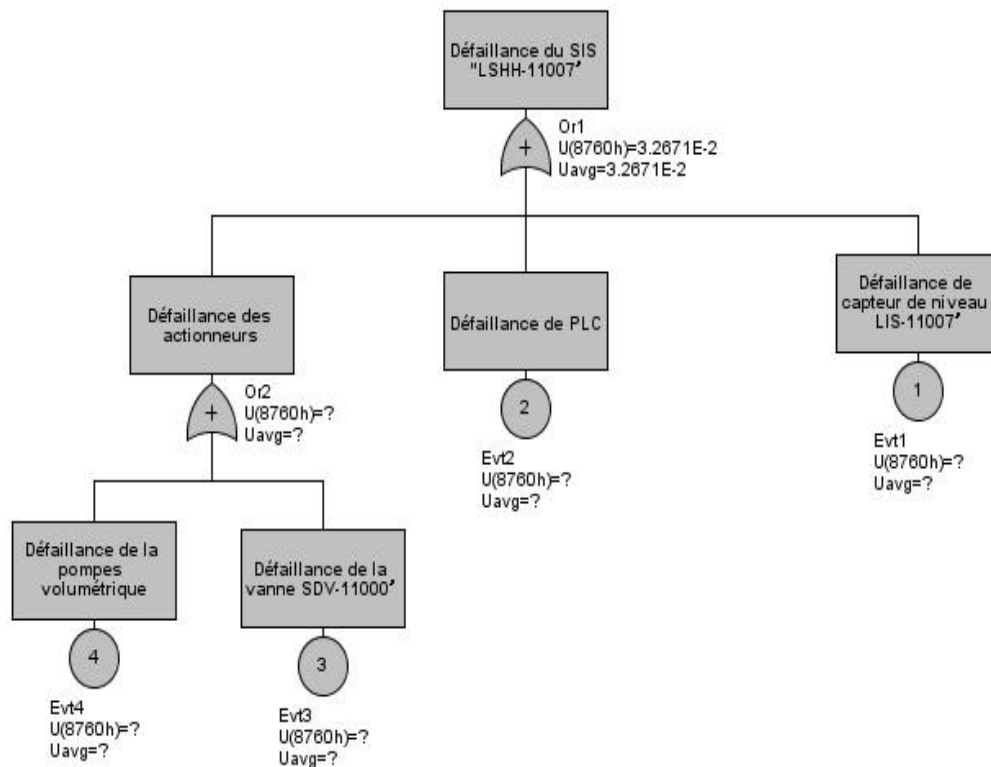 Défaillance du SIS
"LSHH-11007'
+
Or1
U(8760h)=3.2671E-2
Uavg=3.2671E-2
Défaillance des
actionneurs
Défaillance de PLC
Défaillance de
capteur de niveau
LIS-11007'
+
Or2
U(8760h)=?
Uavg=?
2
Evt2
U(8760h)=?
Uavg=?
1
Evt1
U(8760h)=?
Uavg=?
Défaillance de la
pompes
volumétrique
Défaillance de la
vanne SDV-11000'
4
Evt4
U(8760h)=?
Uavg=?
3
Evt3
U(8760h)=?
Uavg=?